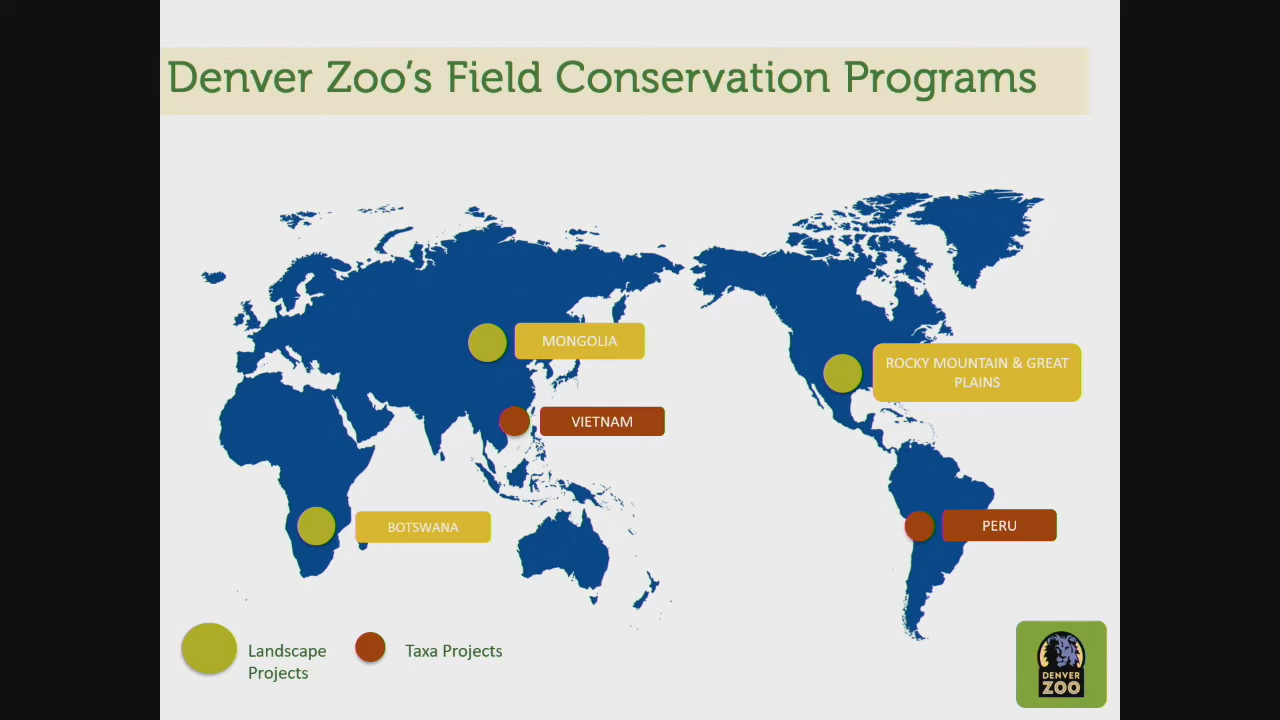 Denver Zoo's Field Conservation Programs
MONGOLIA
ROCKY MOUNTAIN & GREAT
PLAINS
VIETNAM
BOTSWANA
PERU
Landscape
Projects
Taxa Projects
DENVER
ZOO